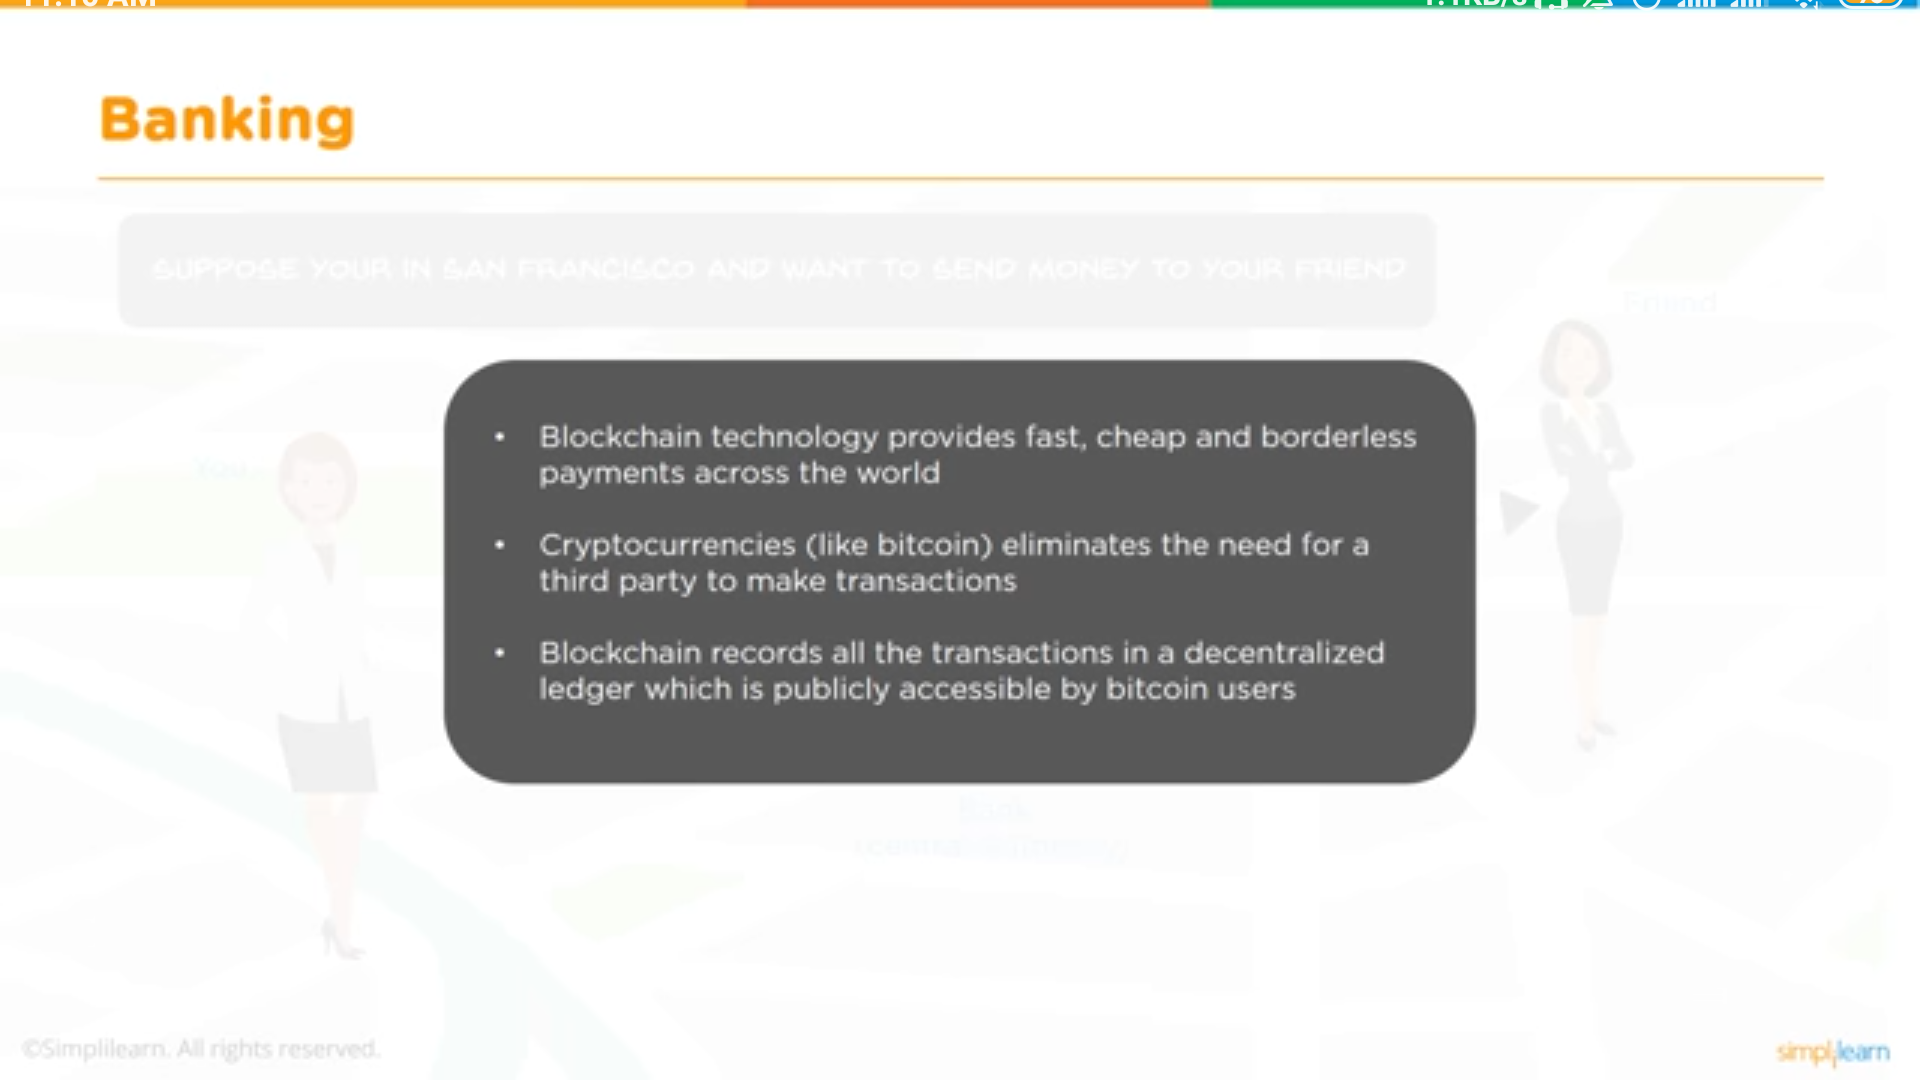 Banking
SUPPOSE YOUR IN SAN FRANCISCO AND WANT TO SEND MONEY TO YOUR FRIEND
Friend
You
• Blockchain technology provides fast, cheap and borderless
payments across the world
• Cryptocurrencies (like bitcoin) eliminates the need for a
third party to make transactions
• Blockchain records all the transactions in a decentralized
ledger which is publicly accessible by bitcoin users
Bank
©Simplilearn. All rights reserved.
simplilearn